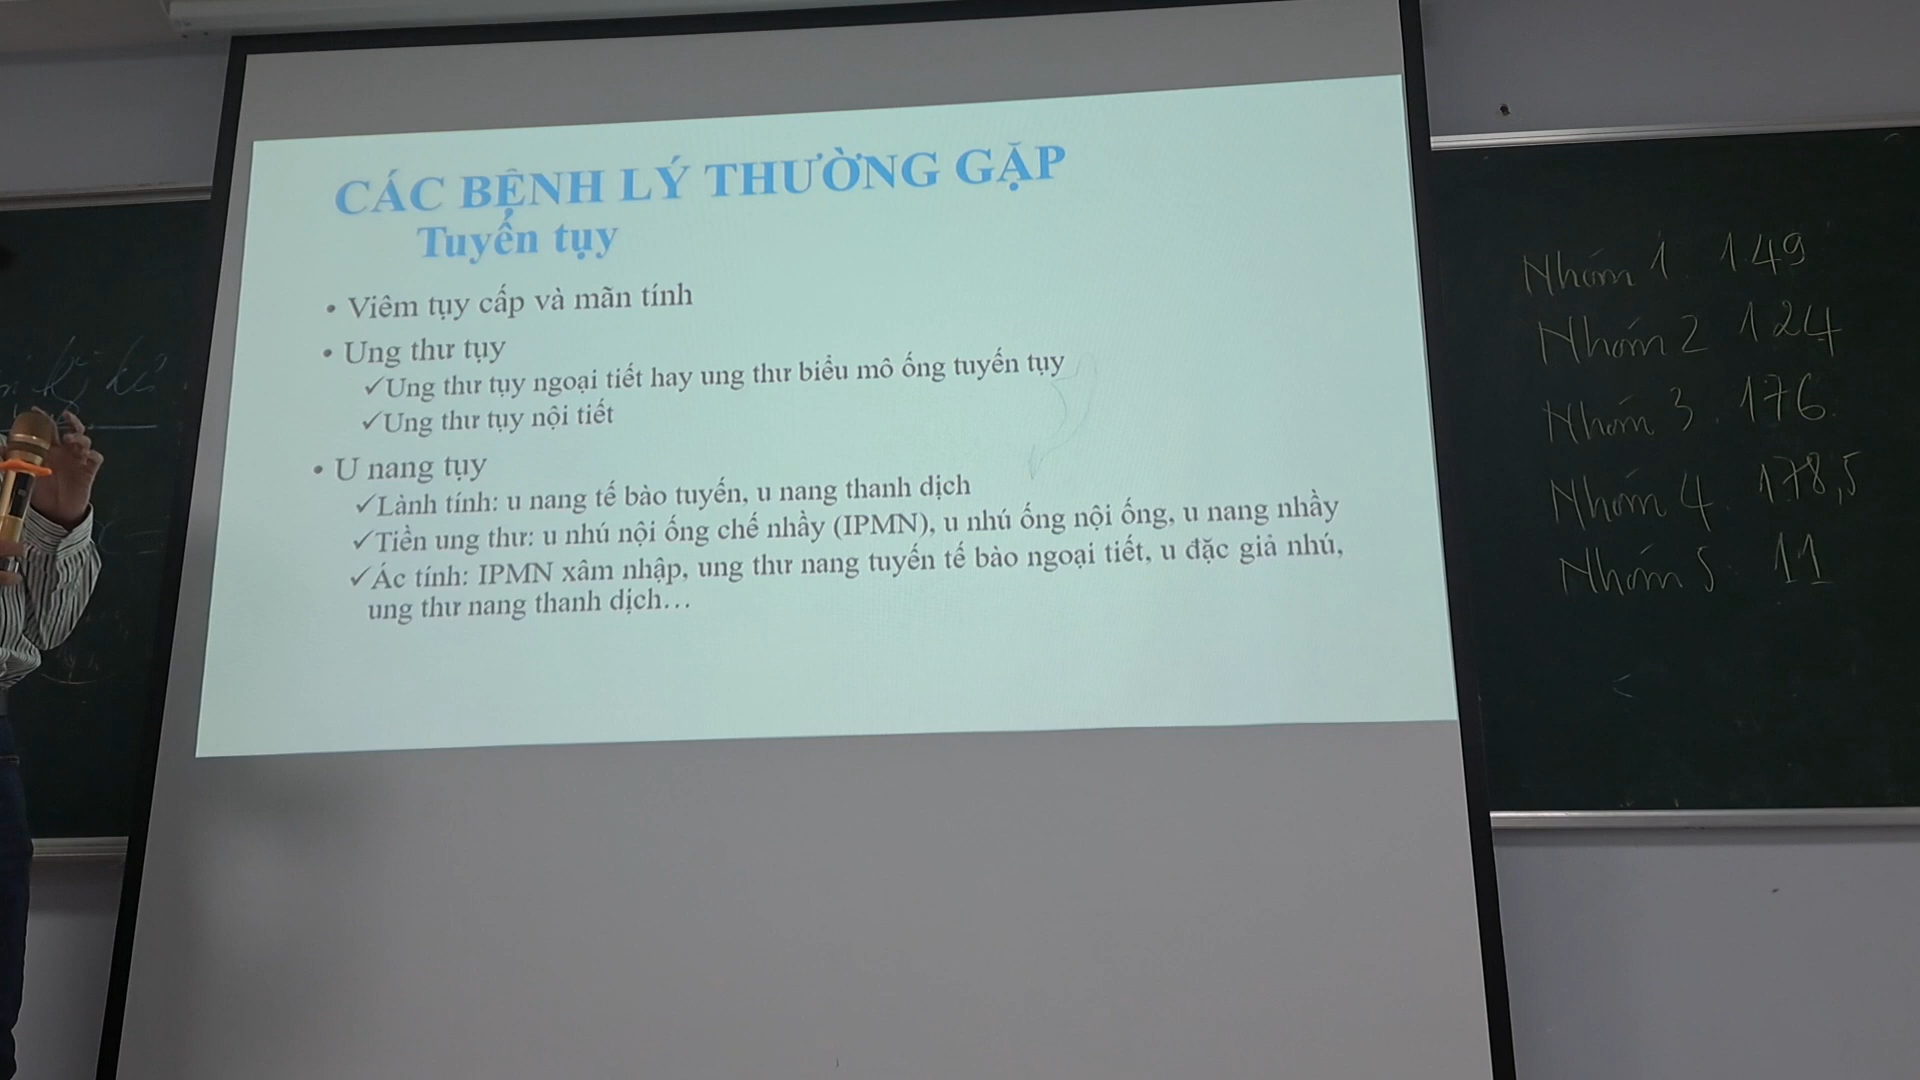 CÁC BỆNH LÝ THƯỜNG GẶP
Tuyến tụy
• Viêm tụy cấp và mãn tính
• Ung thư tụy
✓Ung thư tụy ngoại tiết hay ung thư biểu mô ống tuyến tụy
✓Ung thư tụy nội tiết
• U nang tụy
✓Lành tính: u nang tế bào tuyến, u nang thanh dịch
✓Tiền ung thư: u nhú nội ống chế nhầy (IPMN), u nhú ống nội ống, u nang nhầy
✓Ác tính: IPMN xâm nhập, ung thư nang tuyến tế bào ngoại tiết, u đặc giả nhú,
ung thư nang thanh dịch…
Nhóm 1. 149
Nhóm 2 124
Nhóm 3. 176.
Nhóm 4. 178,5
Nhóm 5. 11